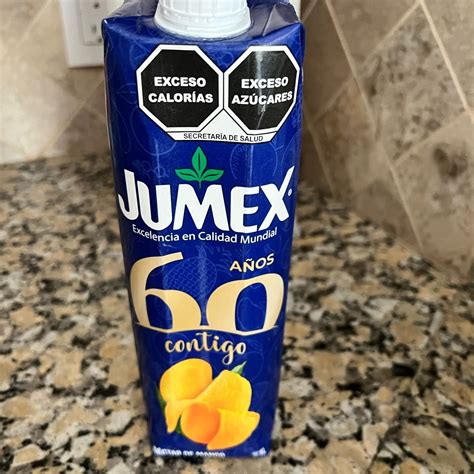 EXCESO
CALORÍAS
EXCESO
AZÚCARES
SECRETARÍA DE SALUD
JUMEX
Excelencia en Calidad Mundial
60
AÑOS
contigo
NÉCTAR DE MANGO